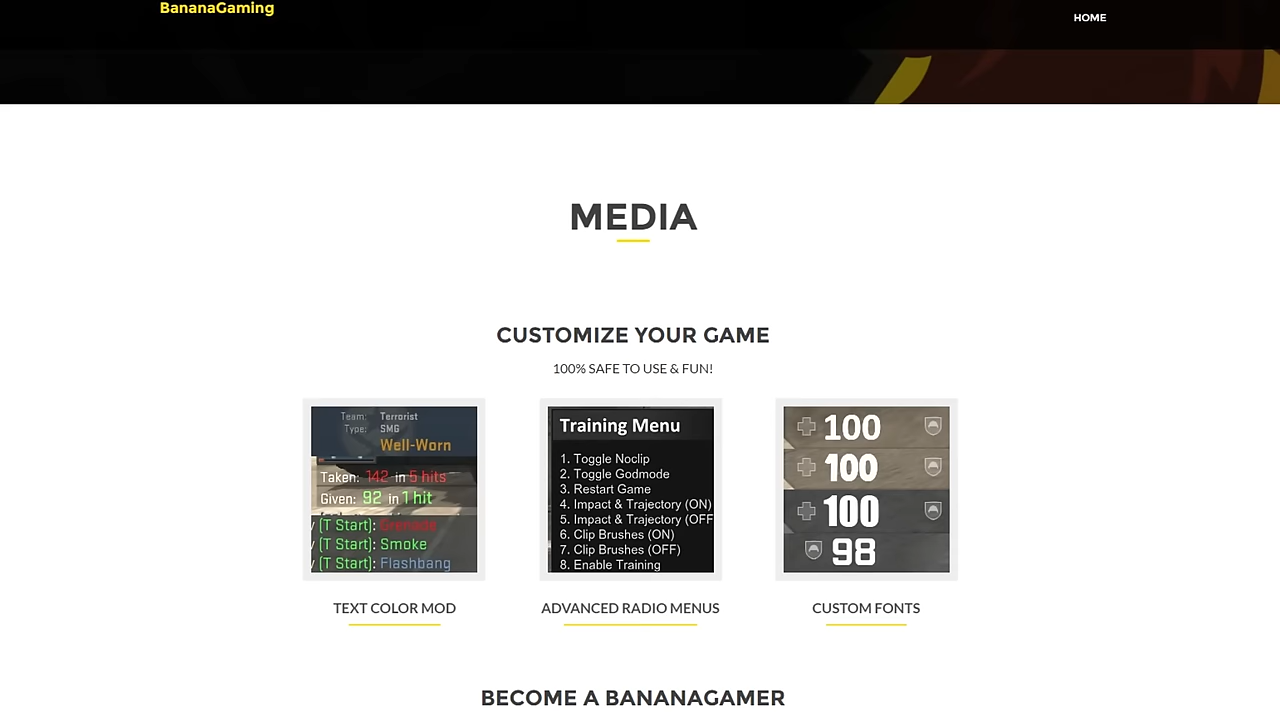 BananaGaming
HOME
MEDIA
CUSTOMIZE YOUR GAME
100% SAFE TO USE & FUN!
Team: Terrorist
Type: SMG
Well-Worn
Taken: 142 in 5 hits
Given: 92 in 1 hit
(T Start): Grenade
(T Start): Smoke
(T Start): Flashbang
TEXT COLOR MOD
Training Menu
1. Toggle Noclip
2. Toggle Godmode
3. Restart Game
4. Impact & Trajectory (ON)
5. Impact & Trajectory (OFF
6. Clip Brushes (ON)
7. Clip Brushes (OFF)
8. Enable Training
ADVANCED RADIO MENUS
100
100
100
98
CUSTOM FONTS
BECOME A BANANAGAMER